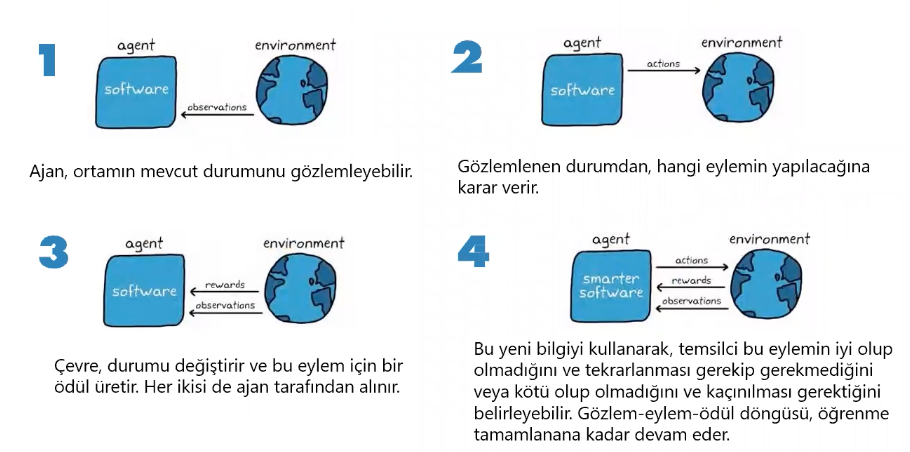 1
agent
environment
software
observations
Ajan, ortamın mevcut durumunu gözlemleyebilir.
2
agent
environment
actions
software
Gözlemlenen durumdan, hangi eylemin yapılacağına
karar verir.
3
agent
environment
software
rewards
observations
Çevre, durumu değiştirir ve bu eylem için bir
ödül üretir. Her ikisi de ajan tarafından alınır.
4
agent
environment
smarter
software
actions
rewards
observations
Bu yeni bilgiyi kullanarak, temsilci bu eylemin iyi olup
olmadığını ve tekrarlanması gerekip gerekmediğini
veya kötü olup olmadığını ve kaçınılması gerektiğini
belirleyebilir. Gözlem-eylem-ödül döngüsü, öğrenme
tamamlanana kadar devam eder.